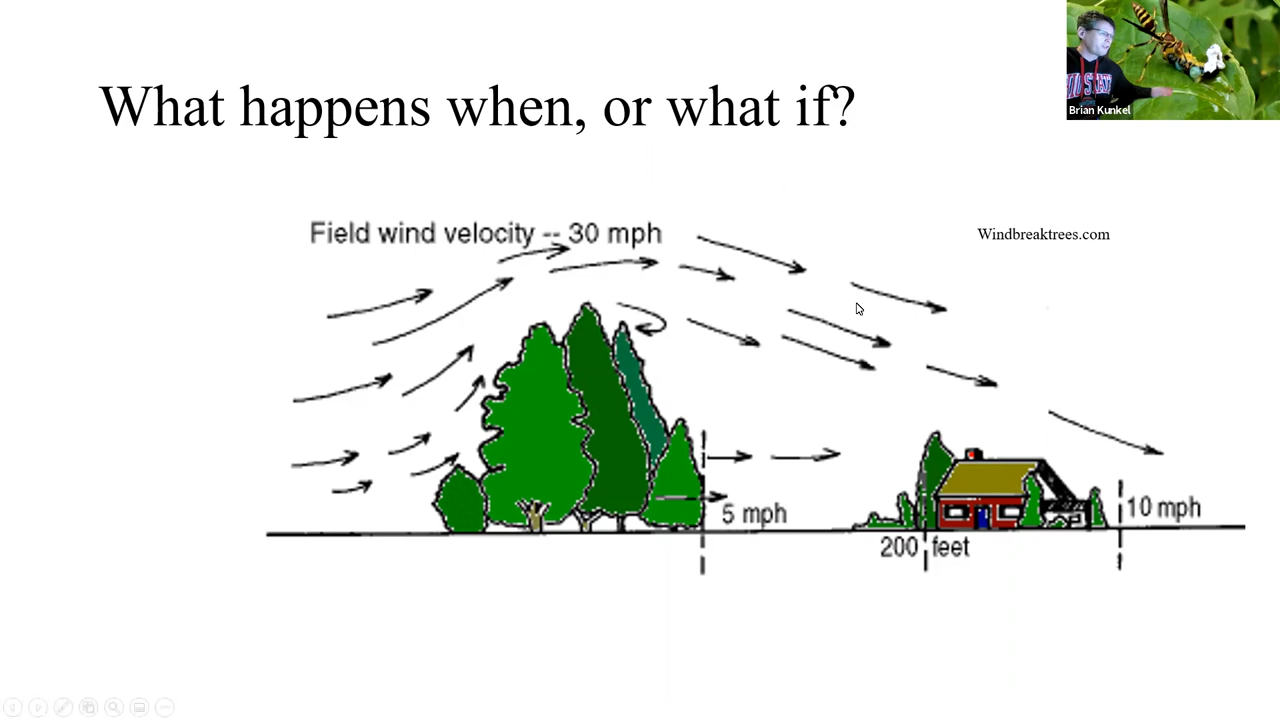 What happens when, or what if?
Brian Kunkel
Field wind velocity -- 30 mph
Windbreaktrees.com
5 mph
10 mph
200 feet